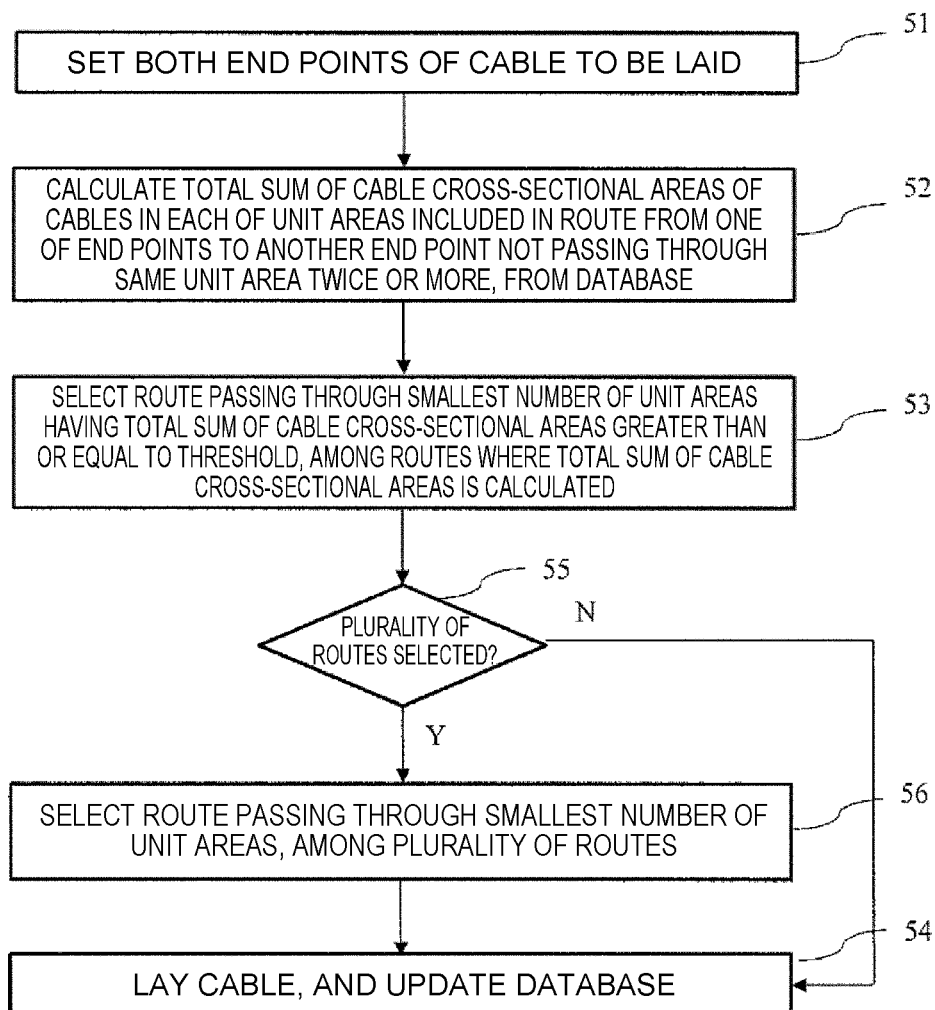 51
SET BOTH END POINTS OF CABLE TO BE LAID
52
CALCULATE TOTAL SUM OF CABLE CROSS-SECTIONAL AREAS OF
CABLES IN EACH OF UNIT AREAS INCLUDED IN ROUTE FROM ONE
OF END POINTS TO ANOTHER END POINT NOT PASSING THROUGH
SAME UNIT AREA TWICE OR MORE, FROM DATABASE
53
SELECT ROUTE PASSING THROUGH SMALLEST NUMBER OF UNIT AREAS
HAVING TOTAL SUM OF CABLE CROSS-SECTIONAL AREAS GREATER THAN
OR EQUAL TO THRESHOLD, AMONG ROUTES WHERE TOTAL SUM OF CABLE
CROSS-SECTIONAL AREAS IS CALCULATED
55
N
PLURALITY OF
ROUTES SELECTED?
Y
56
SELECT ROUTE PASSING THROUGH SMALLEST NUMBER OF
UNIT AREAS, AMONG PLURALITY OF ROUTES
54
LAY CABLE, AND UPDATE DATABASE